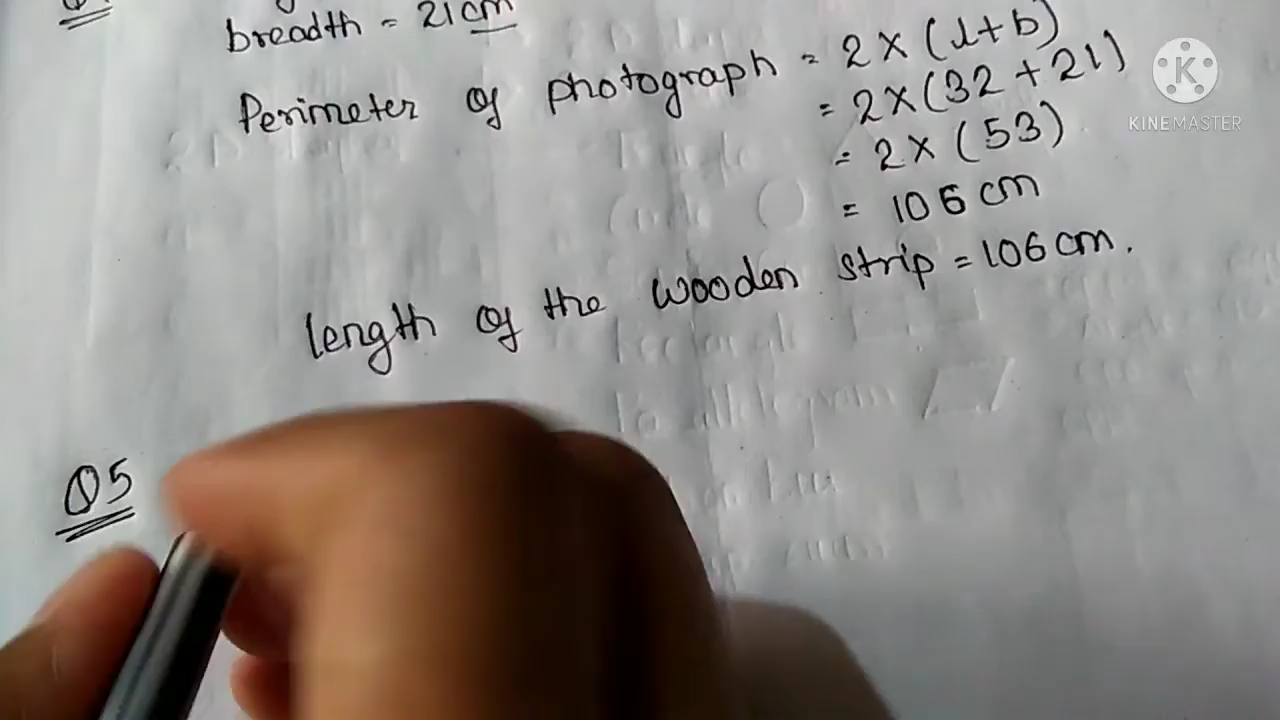 breadth = 21cm
Perimeter of photograph = 2 × (l+b)
= 2×(32 + 21)
= 2× (53)
= 106 cm
length of the wooden strip = 106 cm.
Q5
K
KINEMASTER